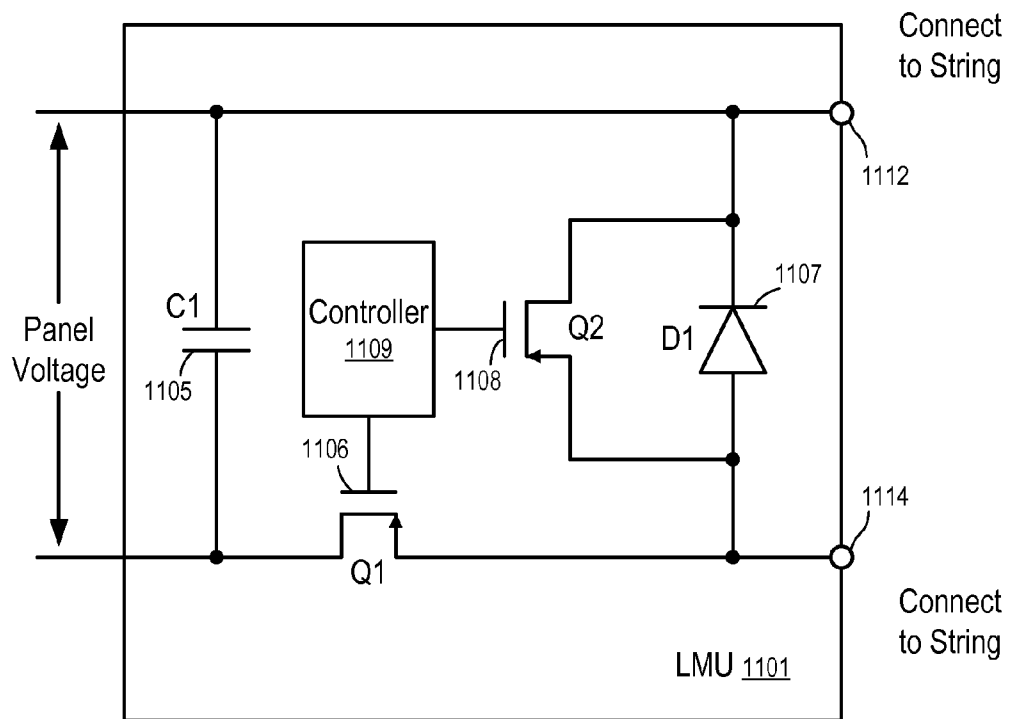 Connect
to String
1112
1107
Controller
1109
C1
Q2
D1
Panel
Voltage
1105
1108
1106
1114
Q1
Connect
to String
LMU 1101